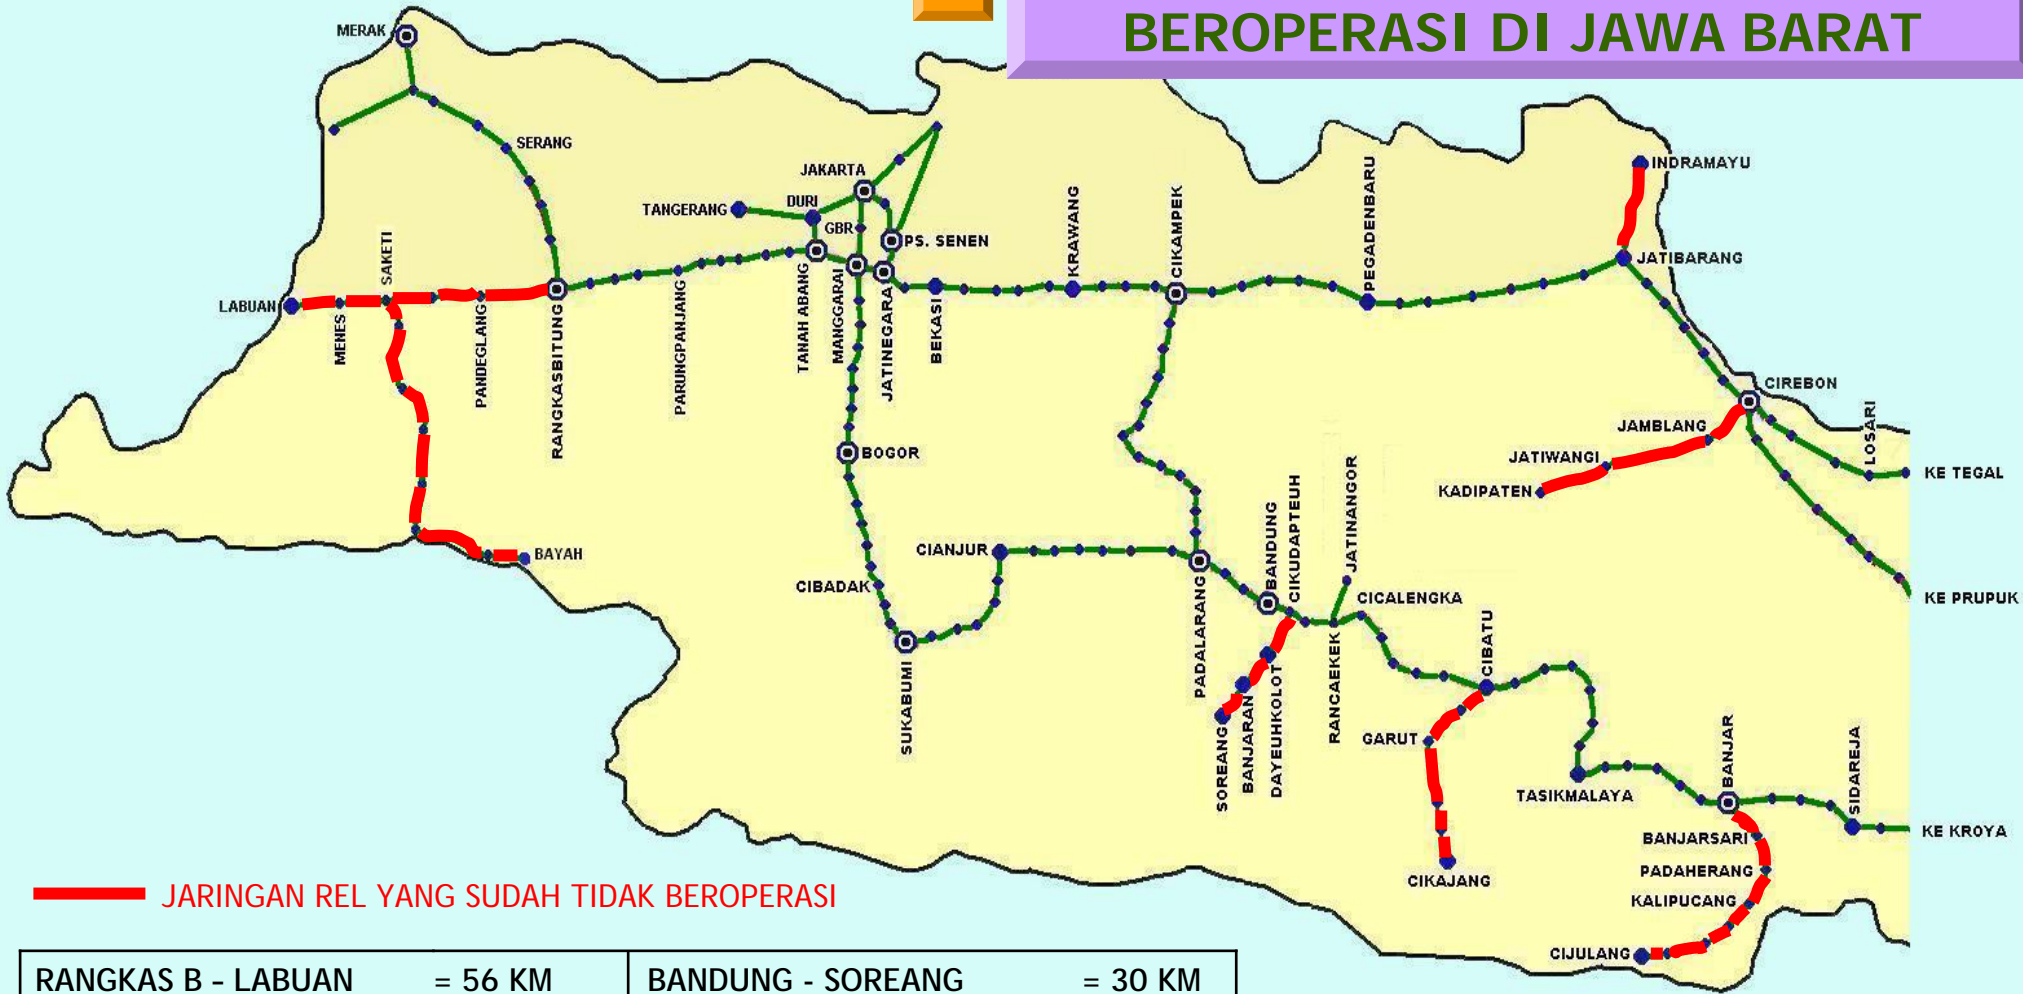 BEROPERASI DI JAWA BARAT
MERAK
SERANG
JAKARTA
TANGERANG
DURI
GBR
PS. SENEN
INDRAMAYU
JATIBARANG
LABUAN
SAKETI
MENES
PANDEGLANG
RANGKASBITUNG
PARUNGPANJANG
TANAH ABANG
MANGGARAI
JATINEGARA
BEKASI
KRAWANG
CIKAMPEK
PEGADENBARU
CIREBON
JAMBLANG
JATIWANGI
KADIPATEN
LOSARI
KE TEGAL
KE PRUPUK
BOGOR
BAYAH
CIANJUR
CIBADAK
SUKABUMI
PADALARANG
BANDUNG
CIKUDAPTEUH
JATINANGOR
CICALENGKA
RANCAEKEK
SOREANG
BANJARAN
DAYEUHKOLOT
CIBATU
GARUT
CIKAJANG
TASIKMALAYA
BANJAR
SIDAREJA
KE KROYA
BANJARSARI
PADAHERANG
KALIPUCANG
CIJULANG
JARINGAN REL YANG SUDAH TIDAK BEROPERASI
RANGKAS B - LABUAN = 56 KM
BANDUNG - SOREANG = 30 KM